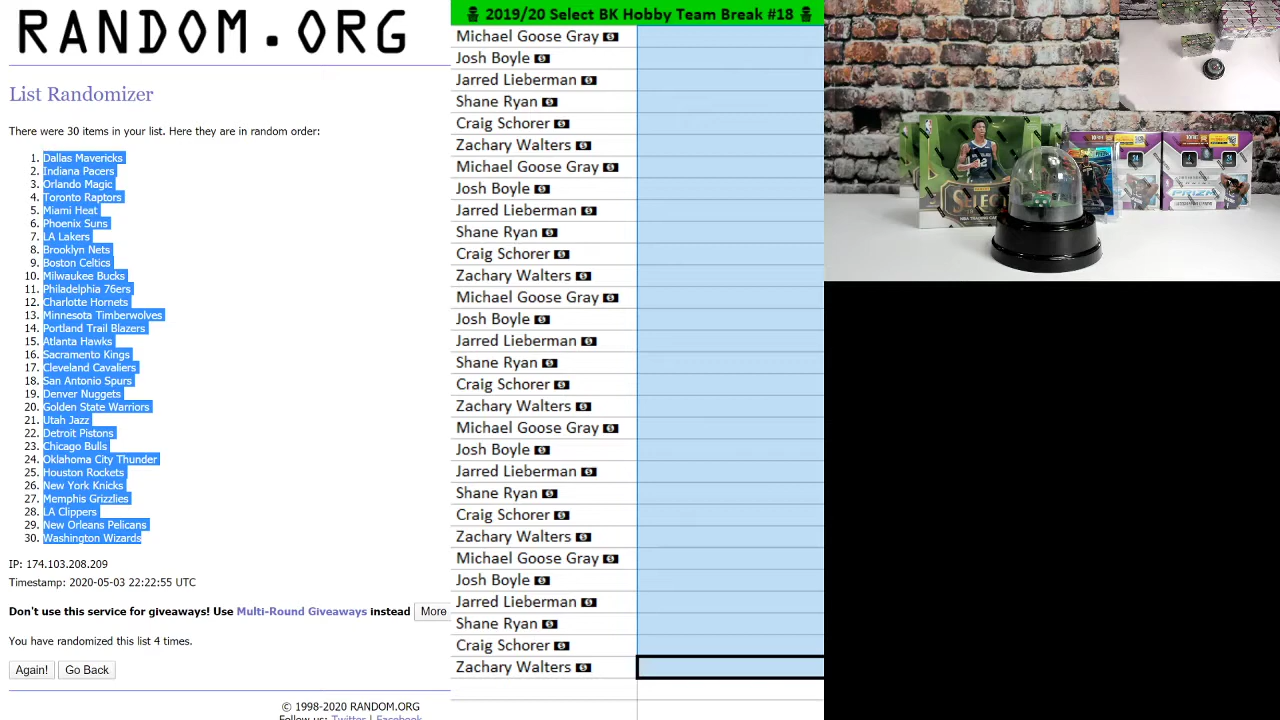 RANDOM.ORG
List Randomizer
There were 30 items in your list. Here they are in random order:
1. Dallas Mavericks
2. Indiana Pacers
3. Orlando Magic
4. Toronto Raptors
5. Miami Heat
6. Phoenix Suns
7. LA Lakers
8. Brooklyn Nets
9. Boston Celtics
10. Milwaukee Bucks
11. Philadelphia 76ers
12. Charlotte Hornets
13. Minnesota Timberwolves
14. Portland Trail Blazers
15. Atlanta Hawks
16. Sacramento Kings
17. Cleveland Cavaliers
18. San Antonio Spurs
19. Denver Nuggets
20. Golden State Warriors
21. Utah Jazz
22. Detroit Pistons
23. Chicago Bulls
24. Oklahoma City Thunder
25. Houston Rockets
26. New York Knicks
27. Memphis Grizzlies
28. LA Clippers
29. New Orleans Pelicans
30. Washington Wizards
IP: 174.103.208.209
Timestamp: 2020-05-03 22:22:55 UTC
Don't use this service for giveaways! Use Multi-Round Giveaways instead More
You have randomized this list 4 times.
Again! Go Back
© 1998-2020 RANDOM.ORG
Follow us: Twitter | Facebook
2019/20 Select BK Hobby Team Break #18
Michael Goose Gray
Josh Boyle
Jarred Lieberman
Shane Ryan
Craig Schorer
Zachary Walters
Michael Goose Gray
Josh Boyle
Jarred Lieberman
Shane Ryan
Craig Schorer
Zachary Walters
Michael Goose Gray
Josh Boyle
Jarred Lieberman
Shane Ryan
Craig Schorer
Zachary Walters
Michael Goose Gray
Josh Boyle
Jarred Lieberman
Shane Ryan
Craig Schorer
Zachary Walters
Michael Goose Gray
Josh Boyle
Jarred Lieberman
Shane Ryan
Craig Schorer
Zachary Walters
PRIZM